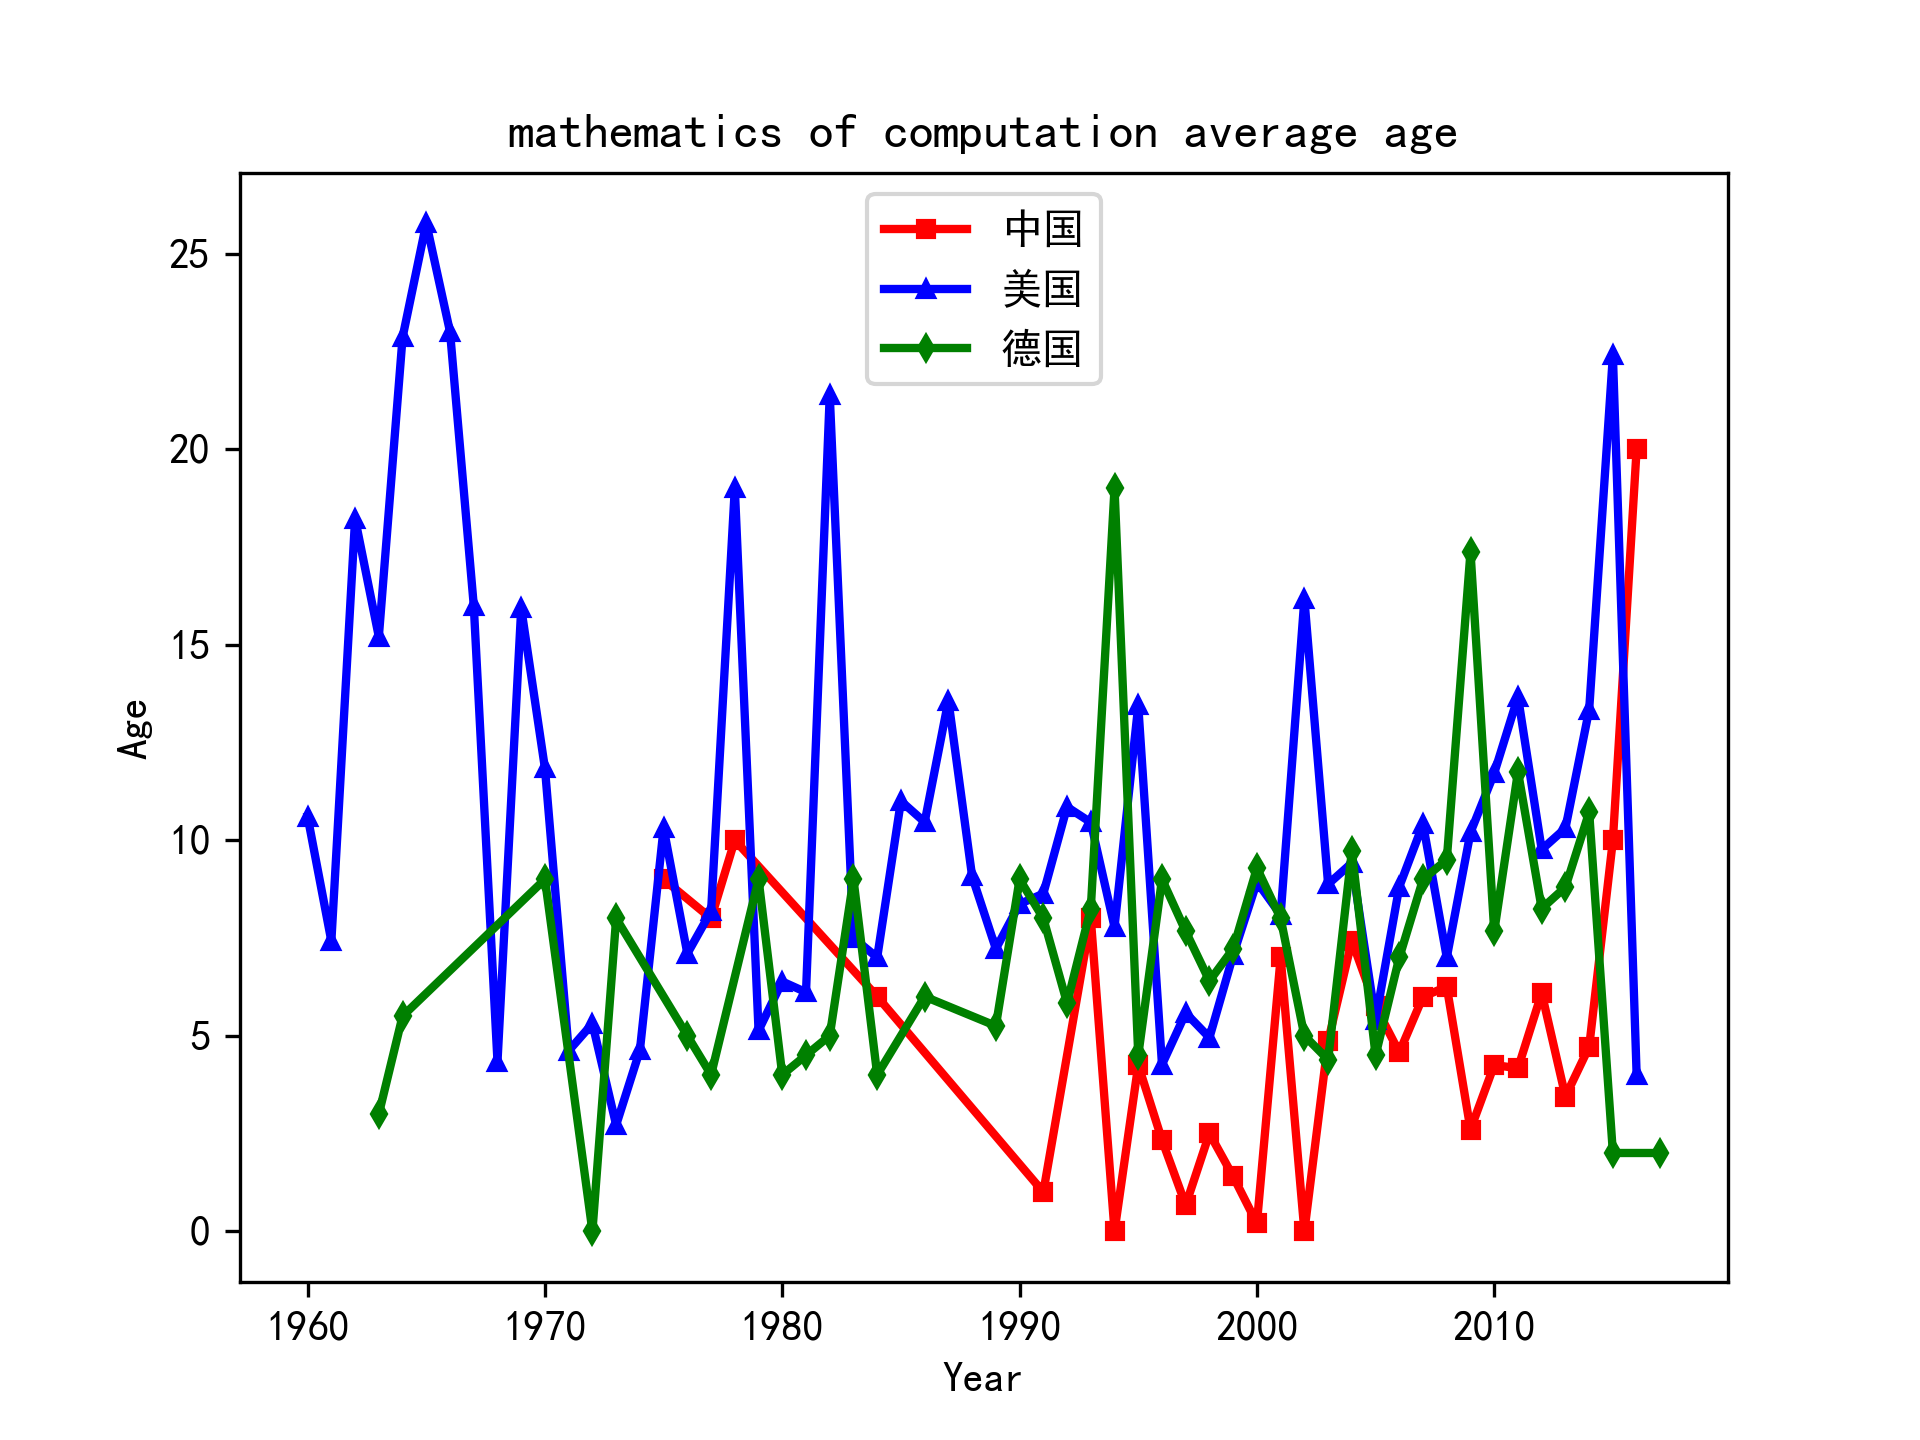 mathematics of computation average age
中国
美国
德国
25
20
15
10
5
0
Age
1960 1970 1980 1990 2000 2010
Year